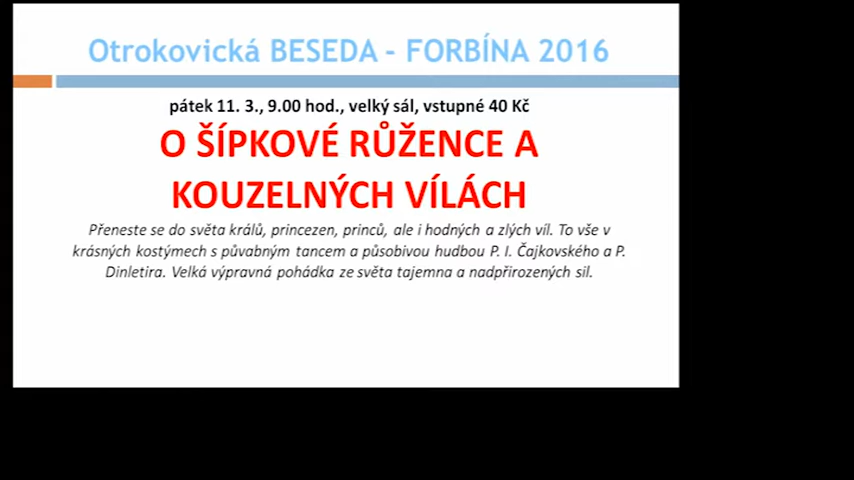 Otrokovická BESEDA - FORBÍNA 2016
pátek 11. 3., 9.00 hod., velký sál, vstupné 40 Kč
O ŠÍPKOVÉ RŮŽENCE A
KOUZELNÝCH VÍLÁCH
Přeneste se do světa králů, princezen, princů, ale i hodných a zlých víl. To vše v
krásných kostýmech s půvabným tancem a působivou hudbou P. I. Čajkovského a P.
Dinletira. Velká výpravná pohádka ze světa tajemna a nadpřirozených sil.